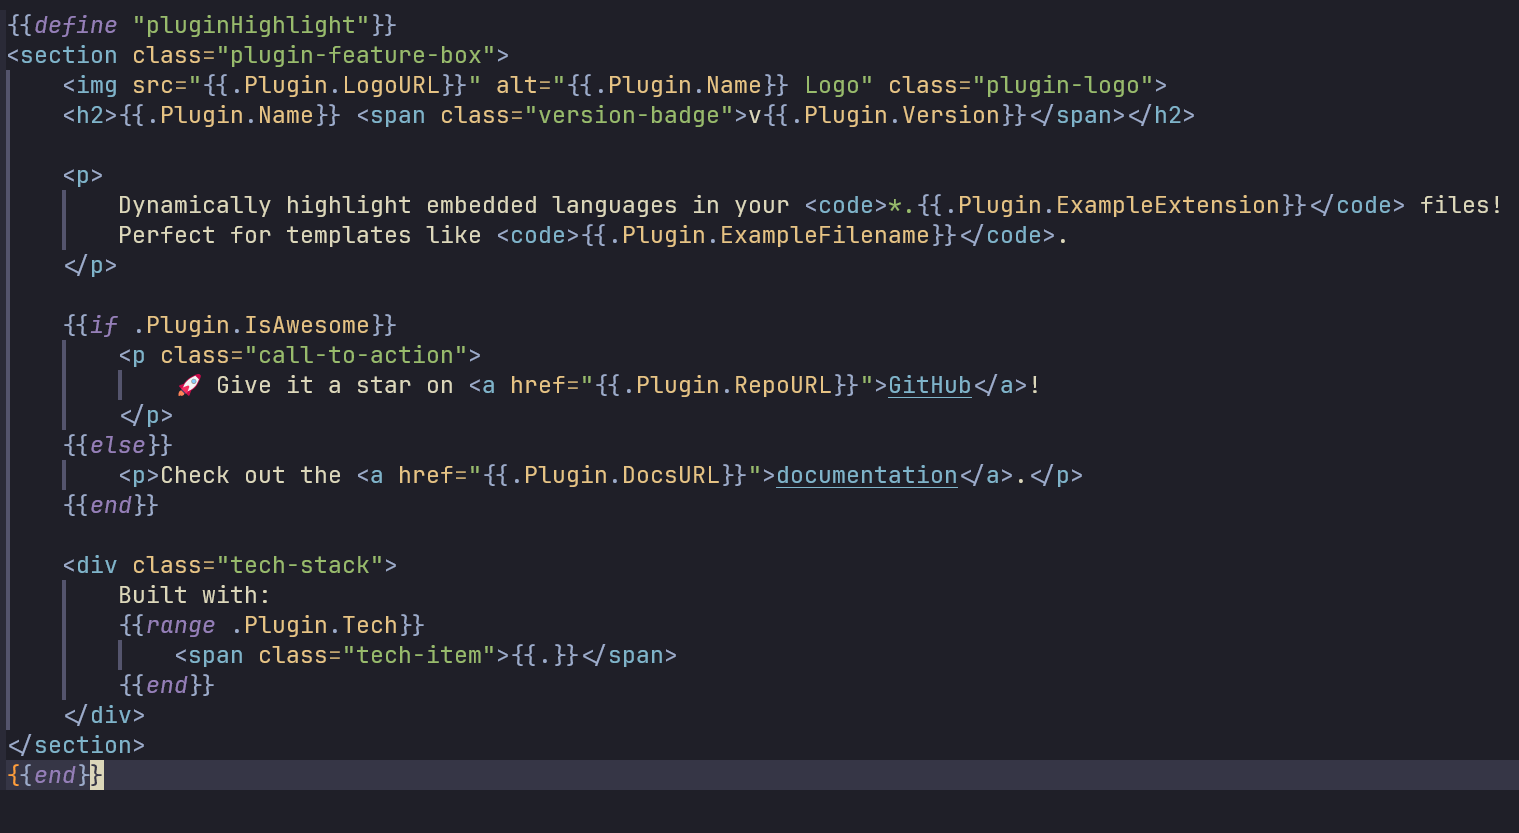 {{define "pluginHighlight"}}
<section class="plugin-feature-box">
    <img src="{{.Plugin.LogoURL}}" alt="{{.Plugin.Name}} Logo" class="plugin-logo">
    <h2>{{.Plugin.Name}} <span class="version-badge">v{{.Plugin.Version}}</span></h2>

    <p>
        Dynamically highlight embedded languages in your <code>*.{{.Plugin.ExampleExtension}}</code> files!
        Perfect for templates like <code>{{.Plugin.ExampleFilename}}</code>.
    </p>

    {{if .Plugin.IsAwesome}}
        <p class="call-to-action">
            🚀 Give it a star on <a href="{{.Plugin.RepoURL}}">GitHub</a>!
        </p>
    {{else}}
        <p>Check out the <a href="{{.Plugin.DocsURL}}">documentation</a>.</p>
    {{end}}

    <div class="tech-stack">
        Built with:
        {{range .Plugin.Tech}}
            <span class="tech-item">{{.}}</span>
        {{end}}
    </div>
</section>
{{end}}